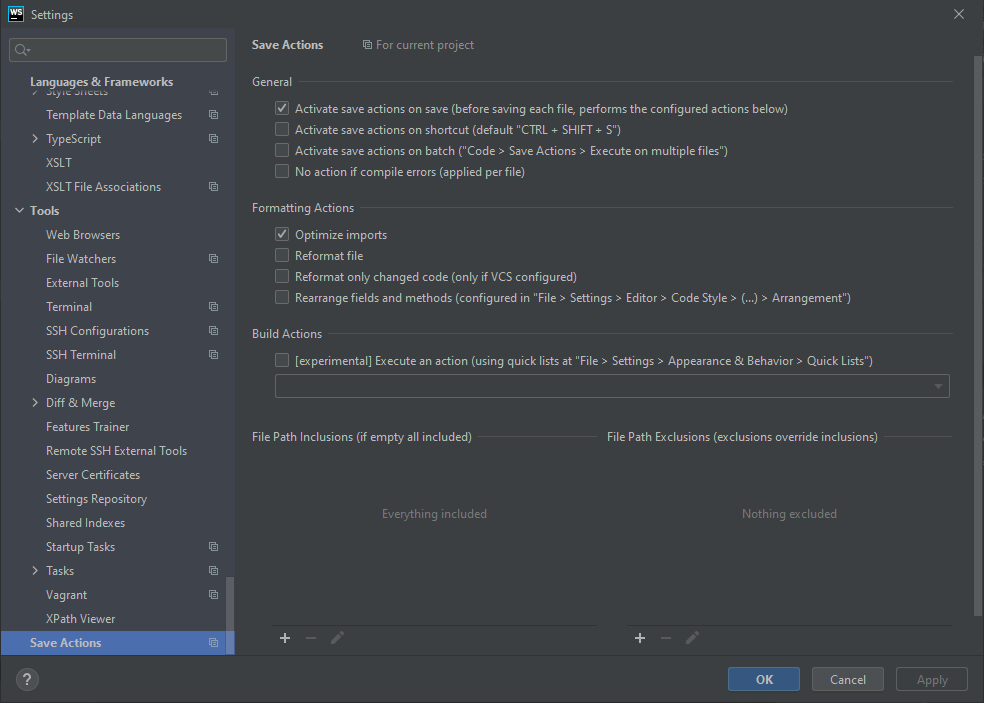 WS Settings
Languages & Frameworks
Style Sheets
Template Data Languages
TypeScript
XSLT
XSLT File Associations
Tools
Web Browsers
File Watchers
External Tools
Terminal
SSH Configurations
SSH Terminal
Diagrams
Diff & Merge
Features Trainer
Remote SSH External Tools
Server Certificates
Settings Repository
Shared Indexes
Startup Tasks
Tasks
Vagrant
XPath Viewer
Save Actions
Save Actions For current project
General
Activate save actions on save (before saving each file, performs the configured actions below)
Activate save actions on shortcut (default "CTRL + SHIFT + S")
Activate save actions on batch ("Code > Save Actions > Execute on multiple files")
No action if compile errors (applied per file)
Formatting Actions
Optimize imports
Reformat file
Reformat only changed code (only if VCS configured)
Rearrange fields and methods (configured in "File > Settings > Editor > Code Style > (...) > Arrangement")
Build Actions
[experimental] Execute an action (using quick lists at "File > Settings > Appearance & Behavior > Quick Lists")
File Path Inclusions (if empty all included)
Everything included
File Path Exclusions (exclusions override inclusions)
Nothing excluded
?
OK
Cancel
Apply